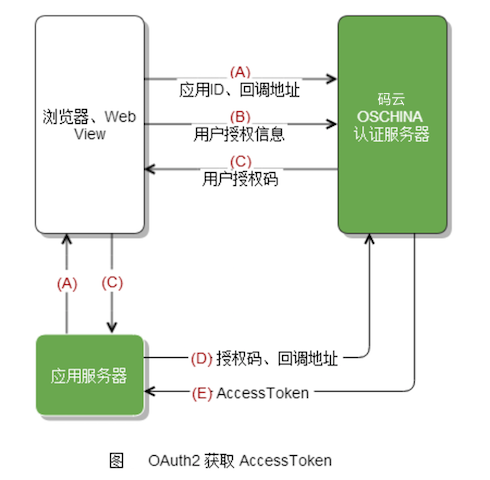 (A)
应用ID、回调地址
浏览器、Web
View
(B)
用户授权信息
码云
OSCHINA
认证服务器
(C)
用户授权码
(A)
(C)
应用服务器
(D) 授权码、回调地址
(E) AccessToken
图 OAuth2 获取 AccessToken